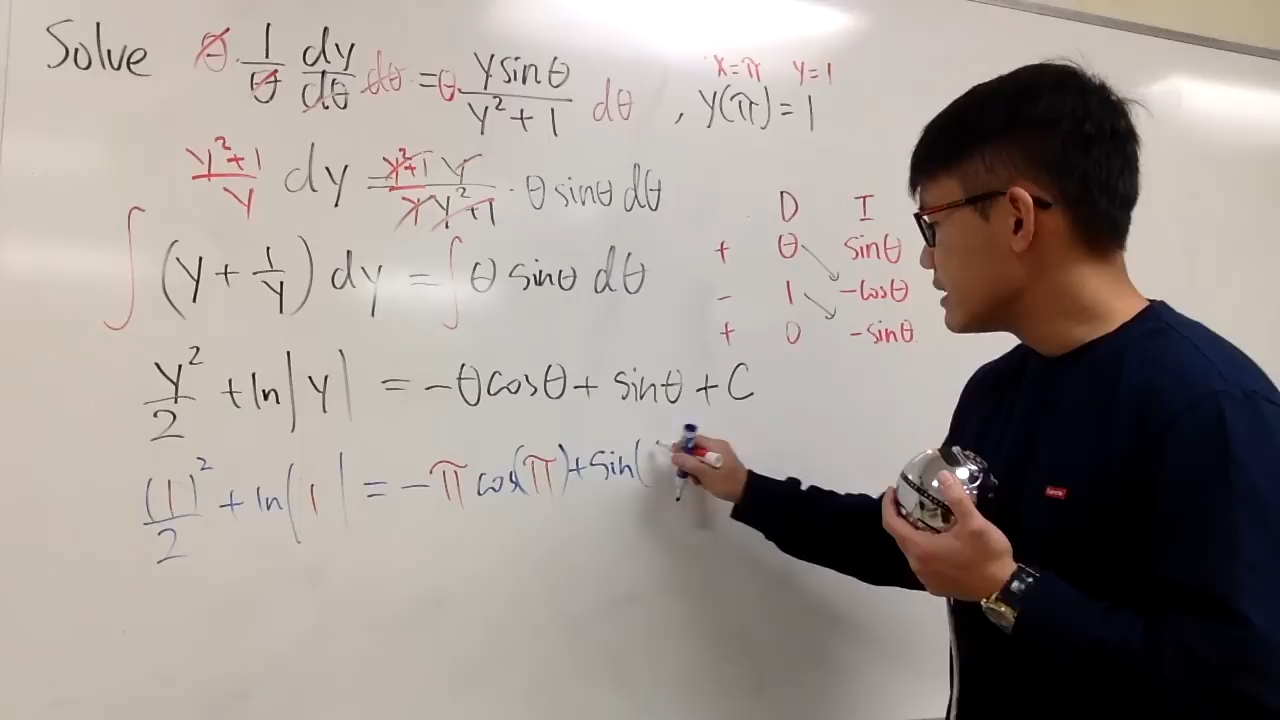 Solve θ · 1/θ dy/dθ dθ = θ · y sinθ/y²+1 dθ , y(π)=1
x=π y=1
y²+1/y dy = y²+1/y y/y²+1 · θ sinθ dθ
∫ (y + 1/y) dy = ∫ θ sinθ dθ
y²/2 + ln|y| = -θcosθ + sinθ + C
(1)²/2 + ln|1| = -π cos(π)+sin(
D I
+ θ sinθ
- 1 -cosθ
+ 0 -sinθ